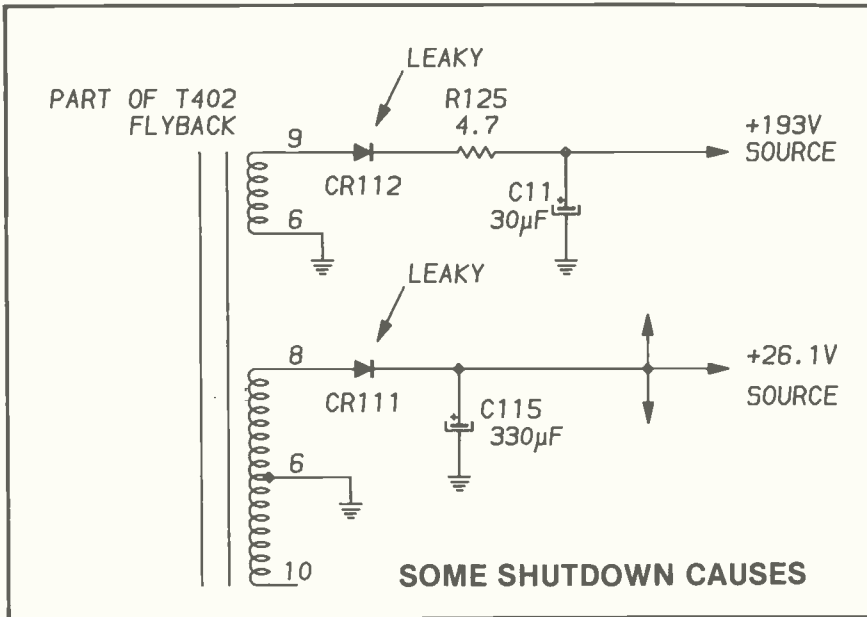 LEAKY
PART OF T402
FLYBACK
R125
4.7
9
+193V
SOURCE
CR112
C11
30µF
6
LEAKY
8
+26.1V
SOURCE
CR111
C115
330µF
6
10
SOME SHUTDOWN CAUSES